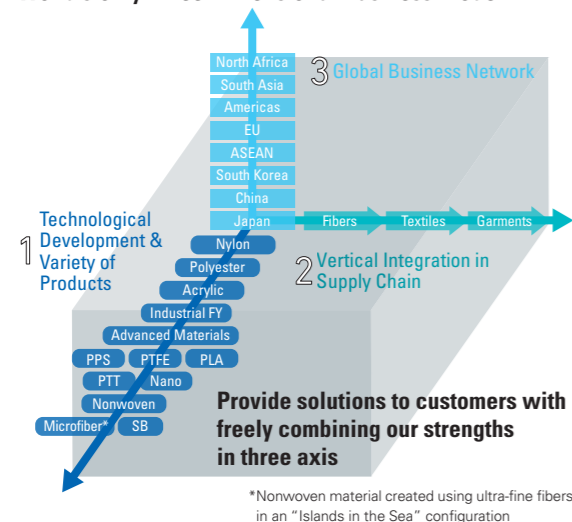 North Africa
South Asia
Americas
EU
ASEAN
South Korea
China
Japan
3 Global Business Network
Fibers
Textiles
Garments
1 Technological
Development &
Variety of
Products
2 Vertical Integration in
Supply Chain
Nylon
Polyester
Acrylic
Industrial FY
Advanced Materials
PPS PTFE PLA
PTT Nano
Nonwoven
Microfiber* SB
Provide solutions to customers with
freely combining our strengths
in three axis
*Nonwoven material created using ultra-fine fibers
in an “Islands in the Sea” configuration